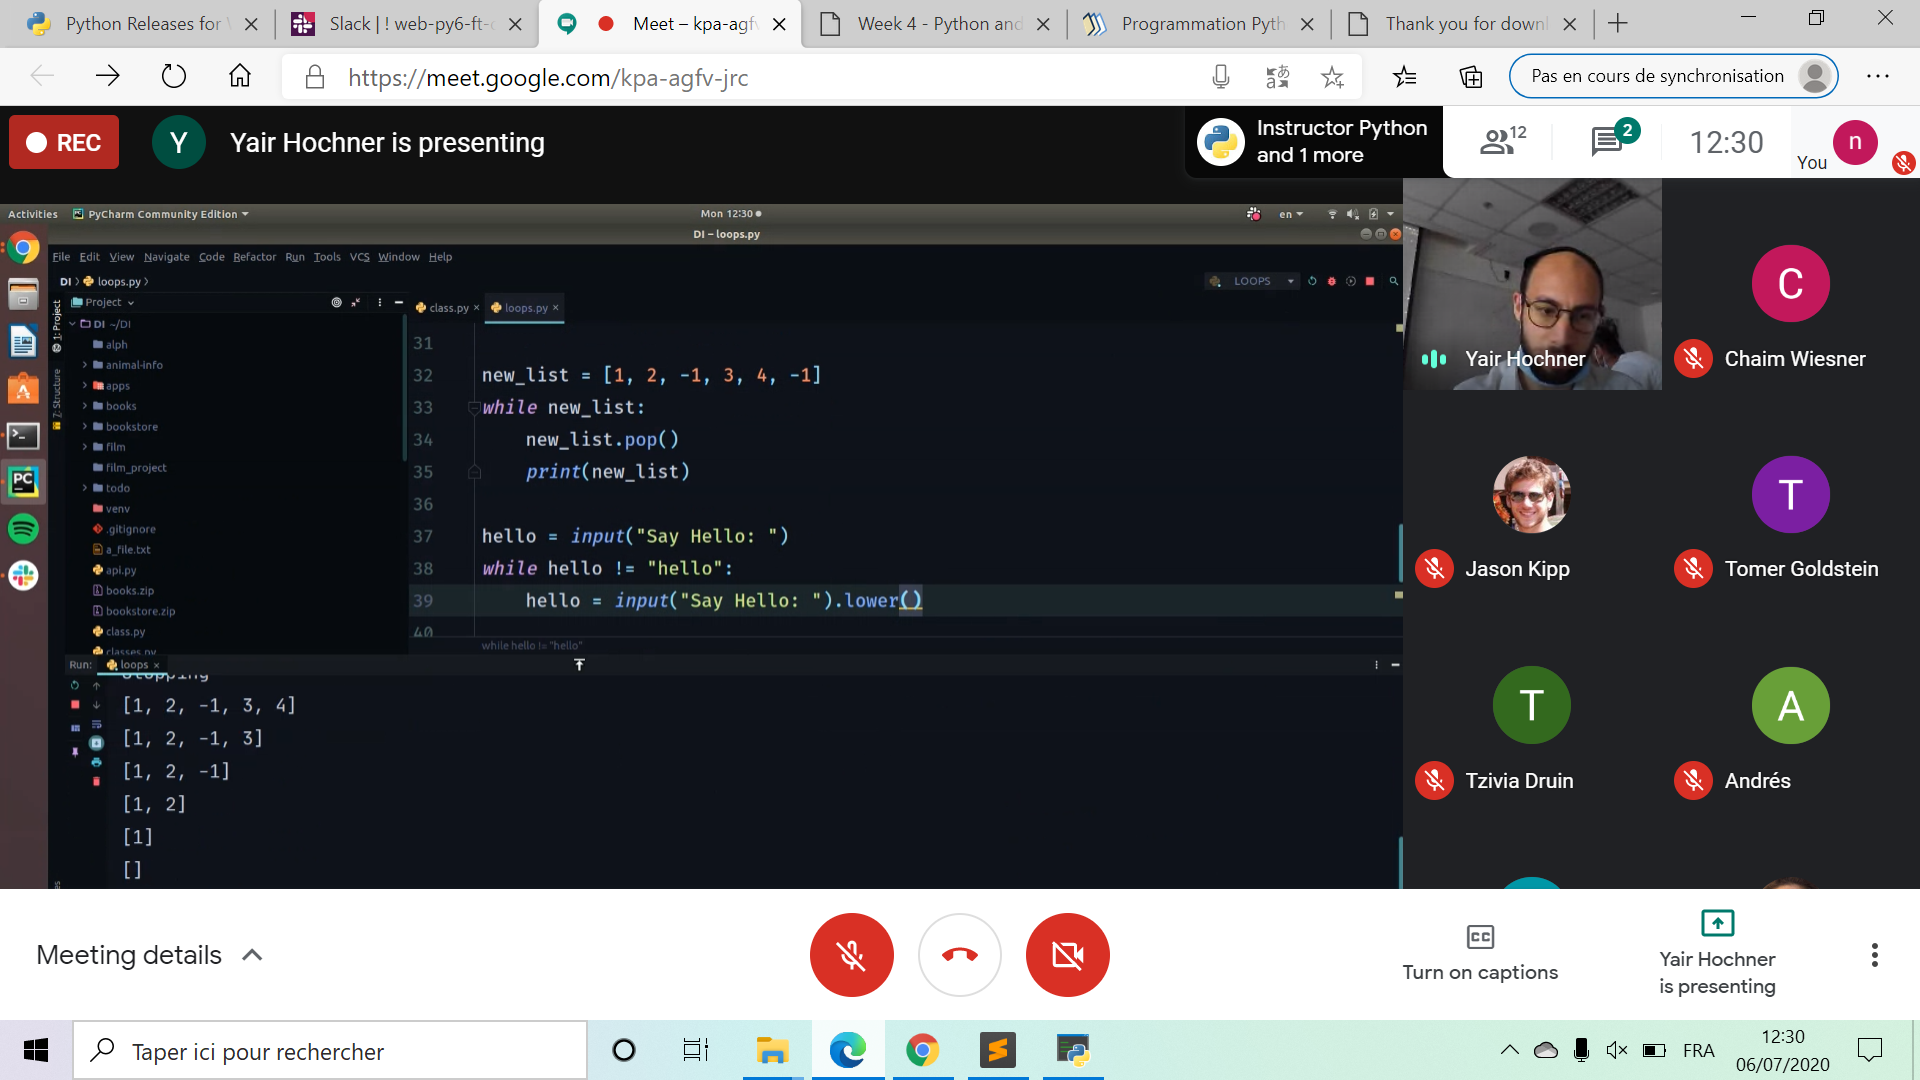 Python Releases for
Slack | ! web-py6-ft-
Meet – kpa-agfv
Week 4 - Python and
Programmation Pyth
Thank you for downl
https://meet.google.com/kpa-agfv-jrc
Pas en cours de synchronisation
REC
Y
Yair Hochner is presenting
Instructor Python
and 1 more
12
2
12:30
You
n
Activities
PyCharm Community Edition
Mon 12:30
en
DI – loops.py
File Edit View Navigate Code Refactor Run Tools VCS Window Help
DI
loops.py
LOOPS
Project
class.py
loops.py
1: Project
Z: Structure
DI ~/DI
alph
animal-info
apps
books
bookstore
film
film_project
todo
venv
.gitignore
a_file.txt
api.py
books.zip
bookstore.zip
class.py
classes.py
31
32 new_list = [1, 2, -1, 3, 4, -1]
33 while new_list:
34 new_list.pop()
35 print(new_list)
36
37 hello = input("Say Hello: ")
38 while hello != "hello":
39 hello = input("Say Hello: ").lower()
40
while hello != "hello"
Run:
loops
Stopping
[1, 2, -1, 3, 4]
[1, 2, -1, 3]
[1, 2, -1]
[1, 2]
[1]
[]
Yair Hochner
C
Chaim Wiesner
Jason Kipp
T
Tomer Goldstein
T
Tzivia Druin
A
Andrés
Meeting details
Turn on captions
Yair Hochner
is presenting
Taper ici pour rechercher
FRA
12:30
06/07/2020